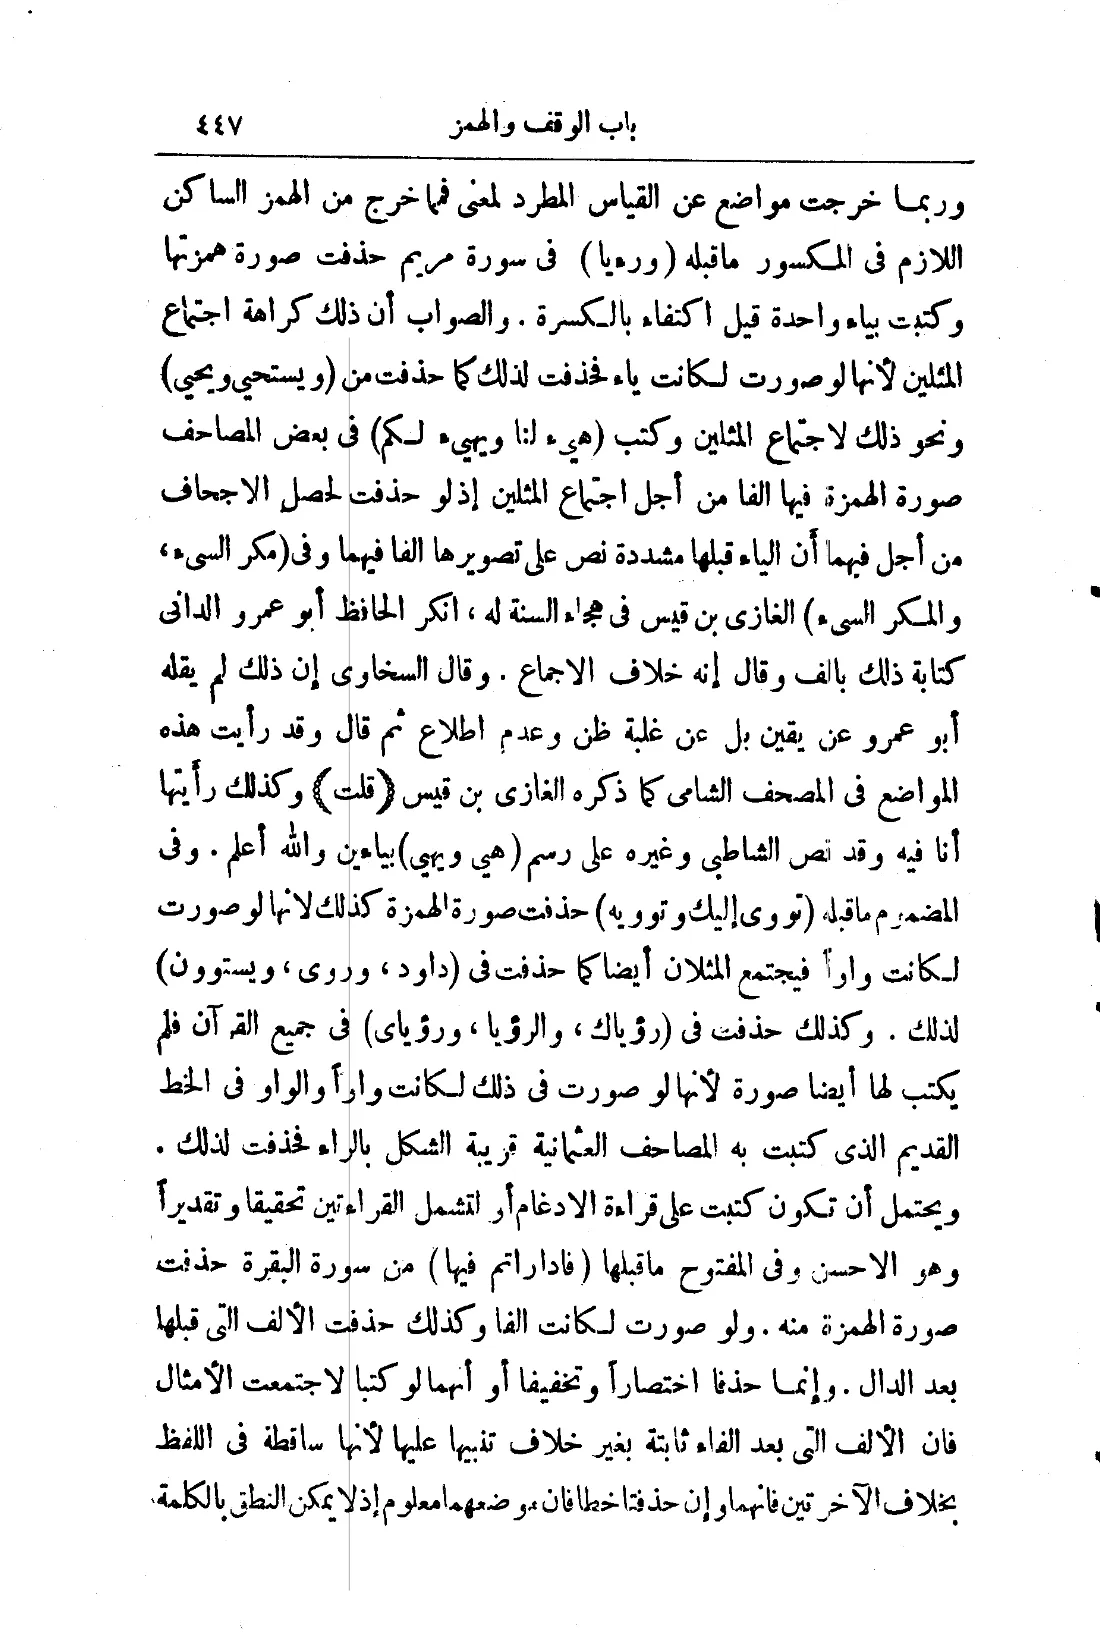 باب الوقف والهمز ٤٤٧
وربما خرجت مواضع عن القياس المطرد لمعنى فمما خرج من الهمز الساكن
اللازم فى المكسور ماقبله (ورءيا) فى سورة مريم حذفت صورة همزتها
وكتبت بياء واحدة قيل اكتفاء بالكسرة . والصواب أن ذلك كراهة اجتماع
المثلين لأنها لو صورت لكانت ياء فحذفت لذلك كما حذفت من (ويستحيي ويحيي)
ونحو ذلك لاجتماع المثلين وكتب (هيء لنا ويهيء لكم) فى بعض المصاحف
صورة الهمزة فيها الفا من أجل اجتماع المثلين إذ لو حذفت لحصل الاجحاف
من أجل فيهما أن الياء قبلها مشددة نص على تصويرها الفا فيهما وفى (مكر السىء ،
والمكر السىء) الغازى بن قيس فى هجاء السنة له ، انكر الحافظ أبو عمرو الدانى
كتابة ذلك بالف وقال إنه خلاف الاجماع . وقال السخاوى إن ذلك لم يقله
أبو عمرو عن يقين بل عن غلبة ظن وعدم اطلاع ثم قال وقد رأيت هذه
المواضع فى المصحف الشامى كما ذكره الغازى بن قيس (قلت) وكذلك رأيتها
أنا فيه وقد نص الشاطبى وغيره على رسم (هيى ويهيى) بياءين والله أعلم . وفى
المضموم ماقبله (تووى إليك وتوويه) حذفت صورة الهمزة كذلك لانها لو صورت
لكانت واواً فيجتمع المثلان أيضا كما حذفت فى (داود ، وروى ، ويستوون)
لذلك . وكذلك حذفت فى (رؤياك ، والرؤيا ، ورؤياى) فى جميع القرآن فلم
يكتب لها أيضا صورة لأنها لو صورت فى ذلك لكانت واواً والواو فى الخط
القديم الذى كتبت به المصاحف العثمانية قريبة الشكل بالراء فحذفت لذلك .
ويحتمل أن تكون كتبت على قراءة الادغام أو لتشمل القراءتين تحقيقا وتقديراً
وهو الاحسن وفى المفتوح ماقبلها (فاداراتم فيها) من سورة البقرة حذفت
صورة الهمزة منه . ولو صورت لكانت الفا وكذلك حذفت الألف التى قبلها
بعد الدال . وإنما حذفا اختصاراً وتخفيفا أو أنهما لو كتبا لاجتمعت الأمثال
فان الألف التى بعد الفاء ثابتة بغير خلاف تنبيها عليها لأنها ساقطة فى اللفظ
بخلاف الآخرتين فانهما وإن حذفتا خطا فان موضعهما معلوم إذ لا يمكن النطق بالكلمة